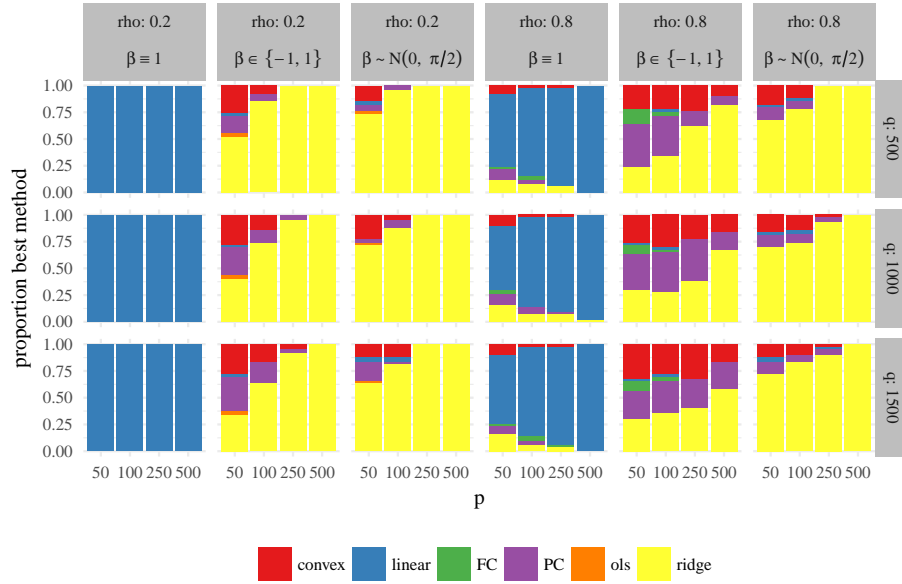 rho: 0.2 rho: 0.2 rho: 0.2 rho: 0.8 rho: 0.8 rho: 0.8
β ≡ 1 β ∈ {−1, 1} β ~ N(0, π/2) β ≡ 1 β ∈ {−1, 1} β ~ N(0, π/2)
proportion best method
1.00
0.75
0.50
0.25
0.00
q: 500
1.00
0.75
0.50
0.25
0.00
q: 1000
1.00
0.75
0.50
0.25
0.00
q: 1500
50 100 250 500 50 100 250 500 50 100 250 500 50 100 250 500 50 100 250 500 50 100 250 500
p
convex linear FC PC ols ridge